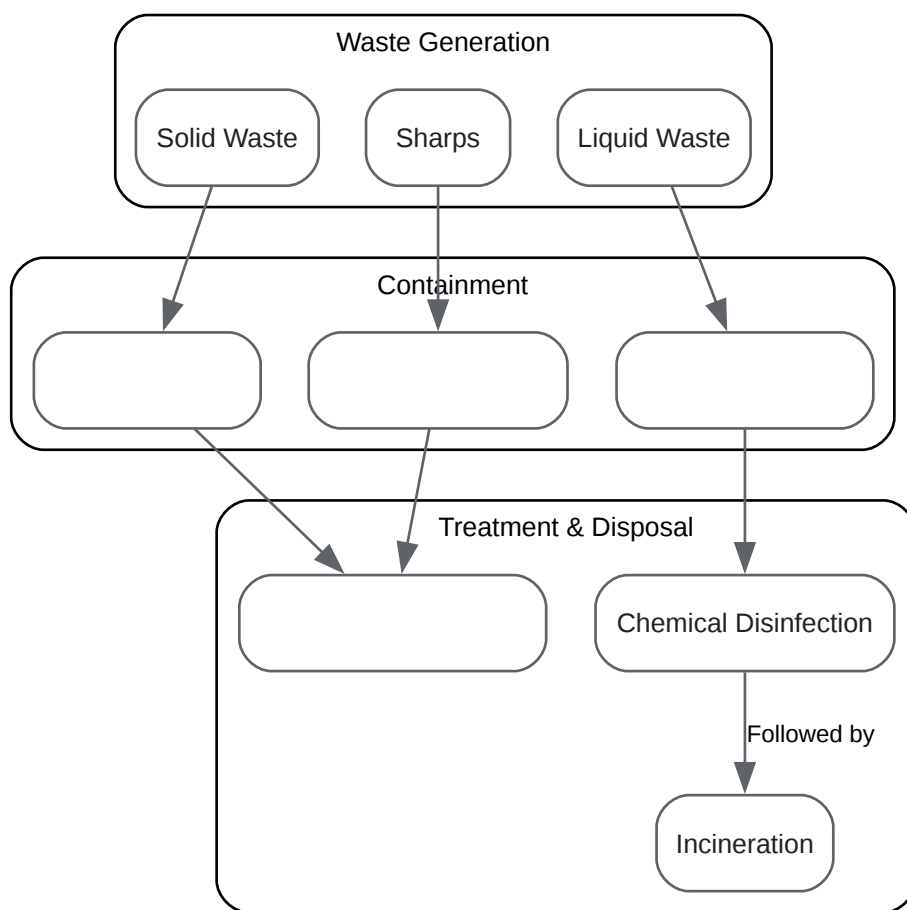 Waste Generation
Solid Waste
Sharps
Liquid Waste
Containment
Treatment & Disposal
Chemical Disinfection
Followed by
Incineration